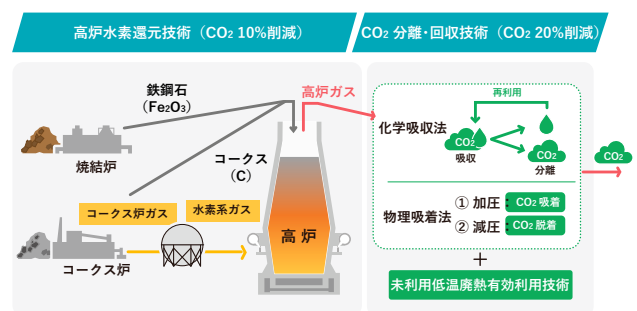 高炉水素還元技術（CO2 10%削減）
CO2 分離・回収技術（CO2 20%削減）
鉄鋼石
（Fe2O3）
高炉ガス
焼結炉
コークス
（C）
コークス炉ガス
水素系ガス
コークス炉
高炉
再利用
化学吸収法
CO2
吸収
CO2
分離
CO2
物理吸着法
① 加圧：
CO2 吸着
② 減圧：
CO2 脱着
+
未利用低温廃熱有効利用技術